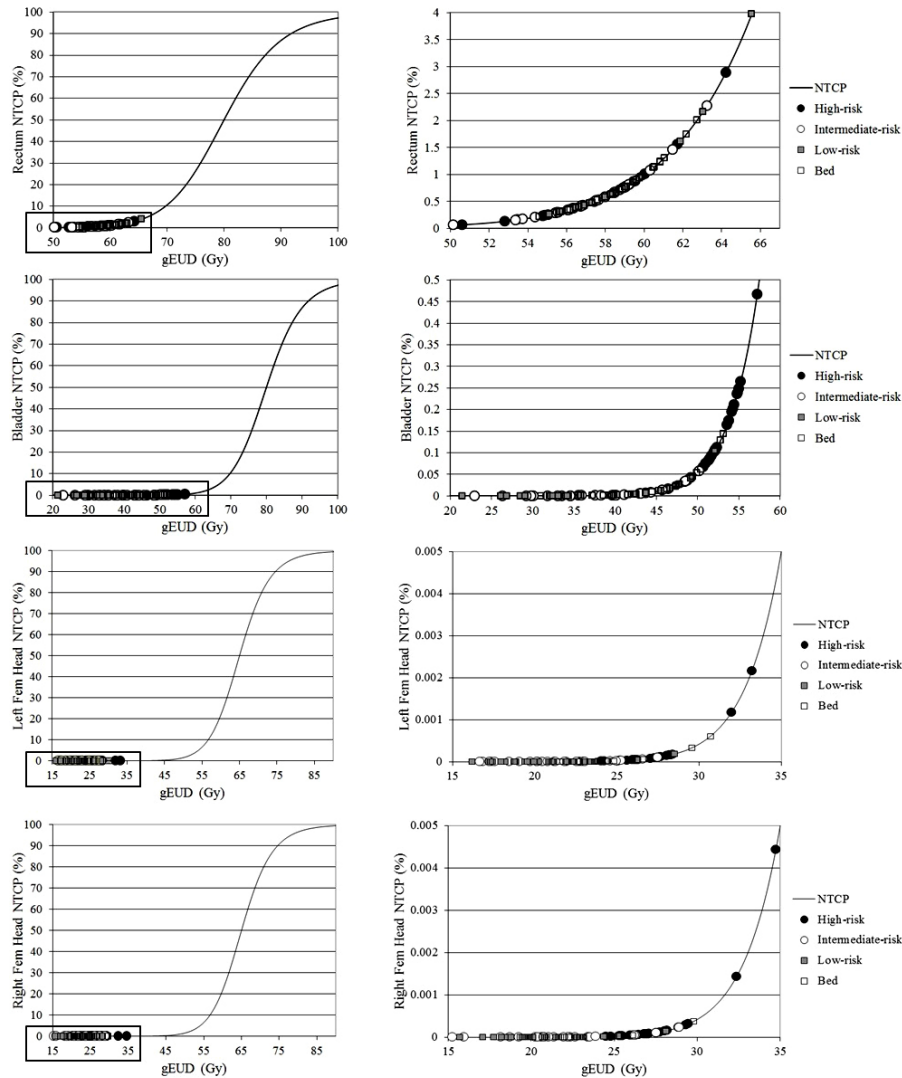 100
90
80
70
60
50
40
30
20
10
0
Rectum NTCP (%)
50 60 70 80 90 100
gEUD (Gy)
4
3.5
3
2.5
2
1.5
1
0.5
0
Rectum NTCP (%)
50 52 54 56 58 60 62 64 66
gEUD (Gy)
NTCP
High-risk
Intermediate-risk
Low-risk
Bed
100
90
80
70
60
50
40
30
20
10
0
Bladder NTCP (%)
20 30 40 50 60 70 80 90 100
gEUD (Gy)
0.5
0.45
0.4
0.35
0.3
0.25
0.2
0.15
0.1
0.05
0
Bladder NTCP (%)
20 25 30 35 40 45 50 55 60
gEUD (Gy)
NTCP
High-risk
Intermediate-risk
Low-risk
Bed
100
90
80
70
60
50
40
30
20
10
0
Left Fem Head NTCP (%)
15 25 35 45 55 65 75 85
gEUD (Gy)
0.005
0.004
0.003
0.002
0.001
0
Left Fem Head NTCP (%)
15 20 25 30 35
gEUD (Gy)
NTCP
High-risk
Intermediate-risk
Low-risk
Bed
100
90
80
70
60
50
40
30
20
10
0
Right Fem Head NTCP (%)
15 25 35 45 55 65 75 85
gEUD (Gy)
0.005
0.004
0.003
0.002
0.001
0
Right Fem Head NTCP (%)
15 20 25 30 35
gEUD (Gy)
NTCP
High-risk
Intermediate-risk
Low-risk
Bed